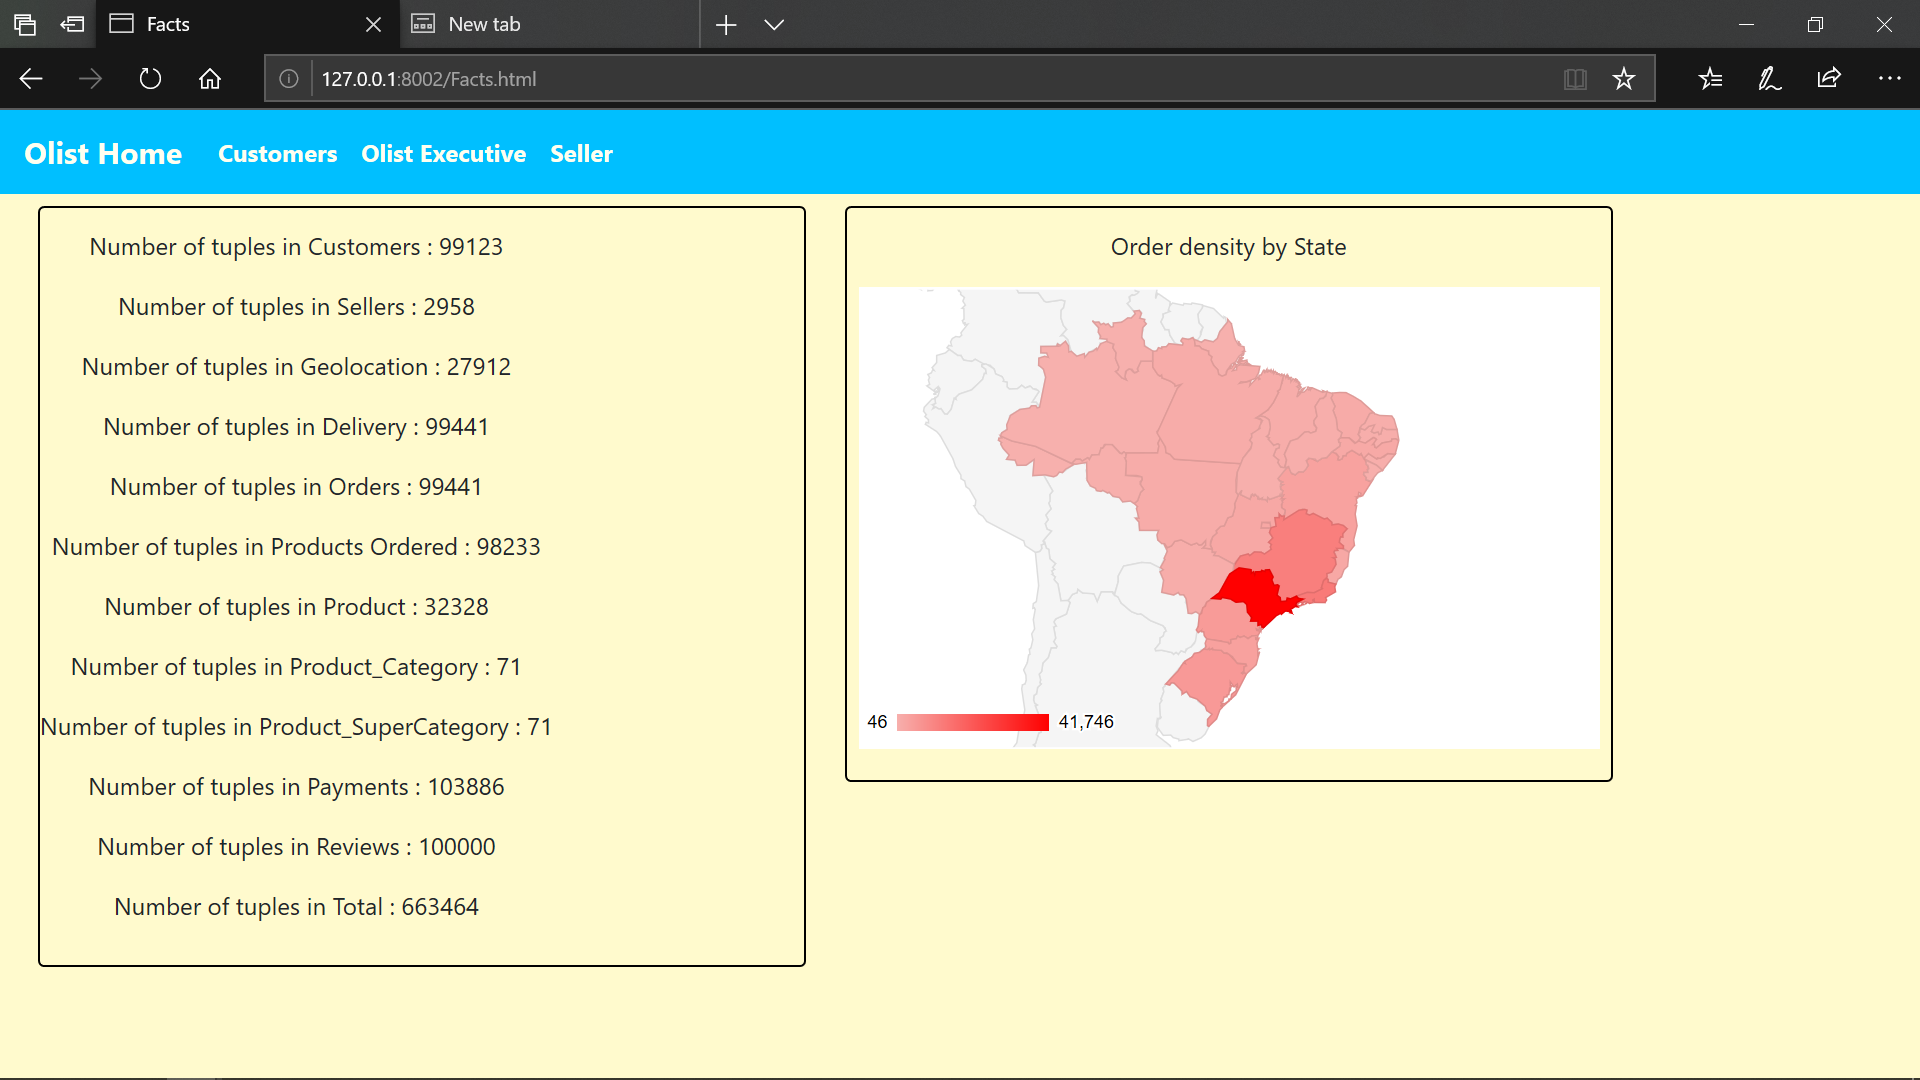 Facts
New tab
127.0.0.1:8002/Facts.html
Olist Home Customers Olist Executive Seller
Number of tuples in Customers : 99123
Number of tuples in Sellers : 2958
Number of tuples in Geolocation : 27912
Number of tuples in Delivery : 99441
Number of tuples in Orders : 99441
Number of tuples in Products Ordered : 98233
Number of tuples in Product : 32328
Number of tuples in Product_Category : 71
Number of tuples in Product_SuperCategory : 71
Number of tuples in Payments : 103886
Number of tuples in Reviews : 100000
Number of tuples in Total : 663464
Order density by State
46 41,746